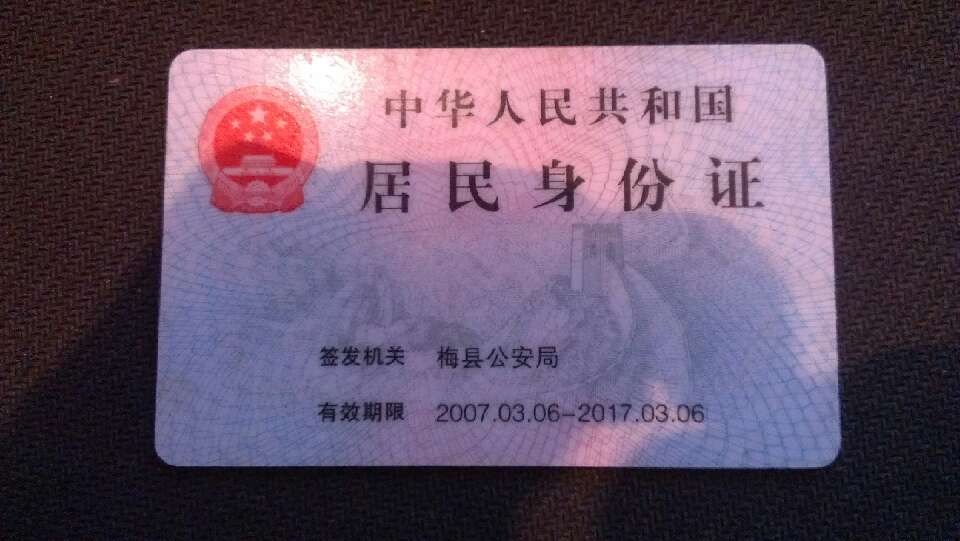 中华人民共和国
居民身份证
签发机关 梅县公安局
有效期限 2007.03.06-2017.03.06